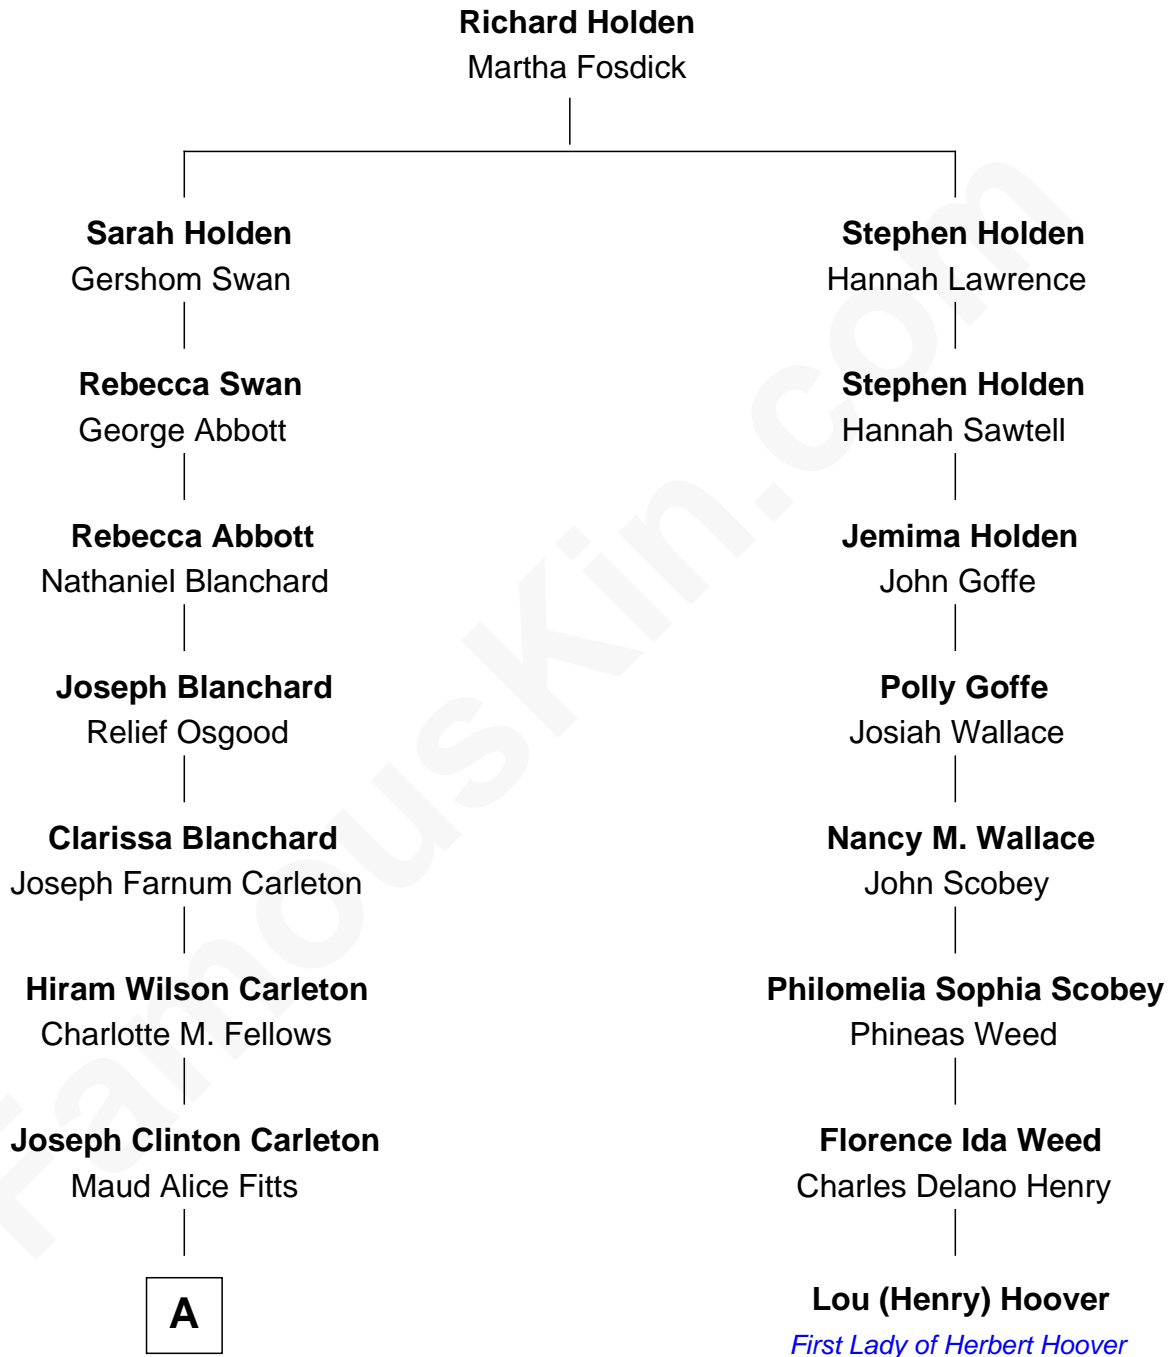 Richard Holden
Martha Fosdick
Sarah Holden
Gershom Swan
Stephen Holden
Hannah Lawrence
Rebecca Swan
George Abbott
Stephen Holden
Hannah Sawtell
Rebecca Abbott
Nathaniel Blanchard
Jemima Holden
John Goffe
Joseph Blanchard
Relief Osgood
Polly Goffe
Josiah Wallace
Clarissa Blanchard
Joseph Farnum Carleton
Nancy M. Wallace
John Scobey
Hiram Wilson Carleton
Charlotte M. Fellows
Philomelia Sophia Scobey
Phineas Weed
Joseph Clinton Carleton
Maud Alice Fitts
Florence Ida Weed
Charles Delano Henry
A
Lou (Henry) Hoover
First Lady of Herbert Hoover
FamousKin.com